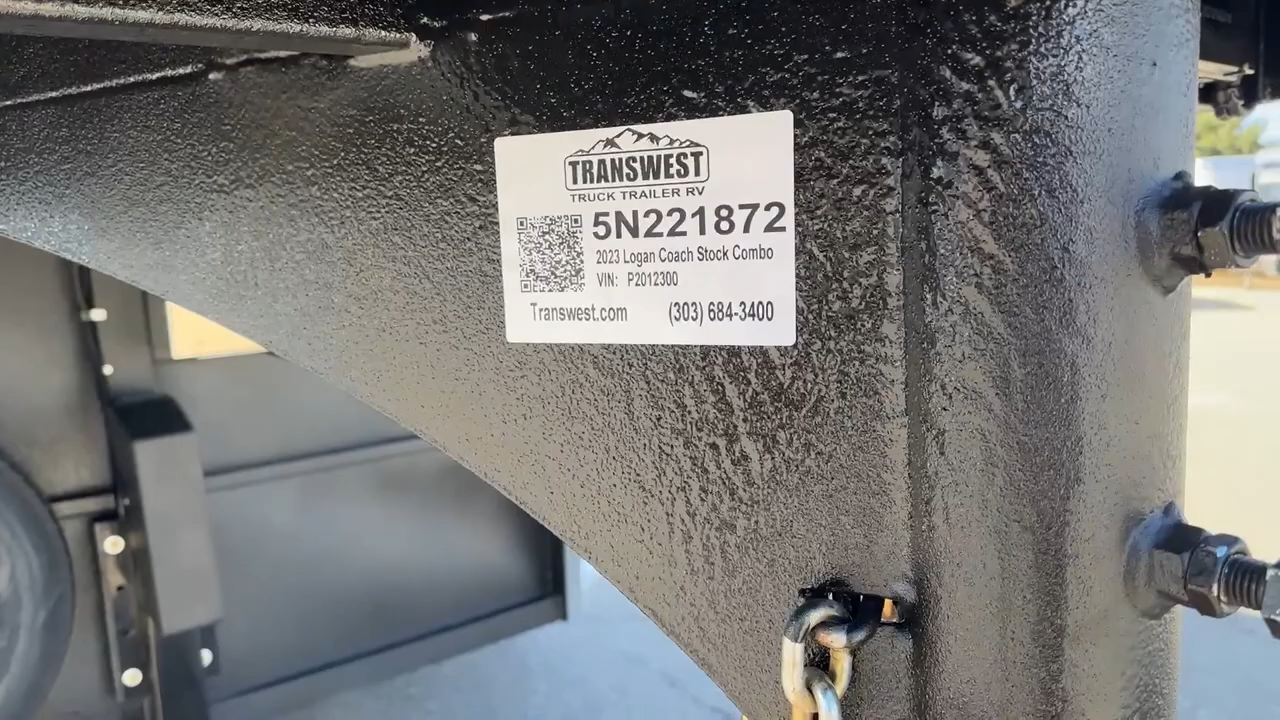 TRANSWEST
TRUCK TRAILER RV
5N221872
2023 Logan Coach Stock Combo
VIN: P2012300
Transwest.com (303) 684-3400